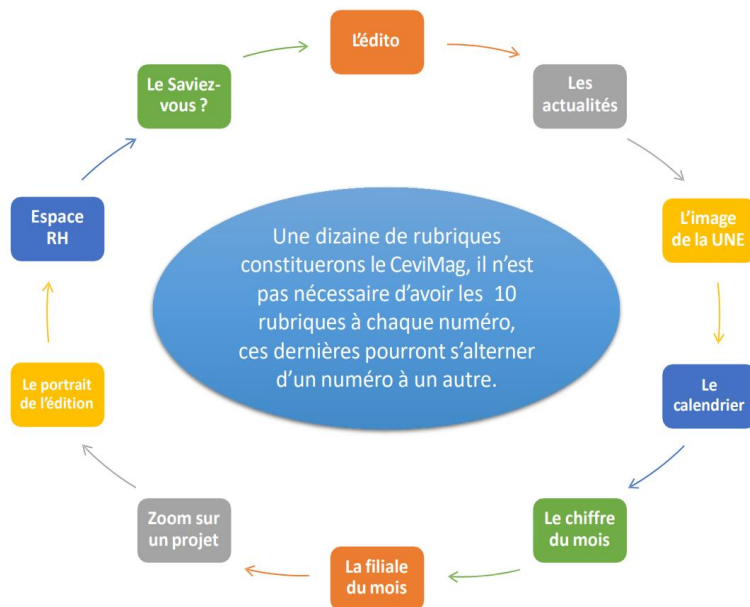 L'édito
Les
actualités
L'image
de la UNE
Le
calendrier
Le chiffre
du mois
La filiale
du mois
Zoom sur
un projet
Le portrait
de l'édition
Espace
RH
Le Saviez-
vous ?
Une dizaine de rubriques
constituerons le CeviMag, il n'est
pas nécessaire d'avoir les 10
rubriques à chaque numéro,
ces dernières pourront s'alterner
d'un numéro à un autre.